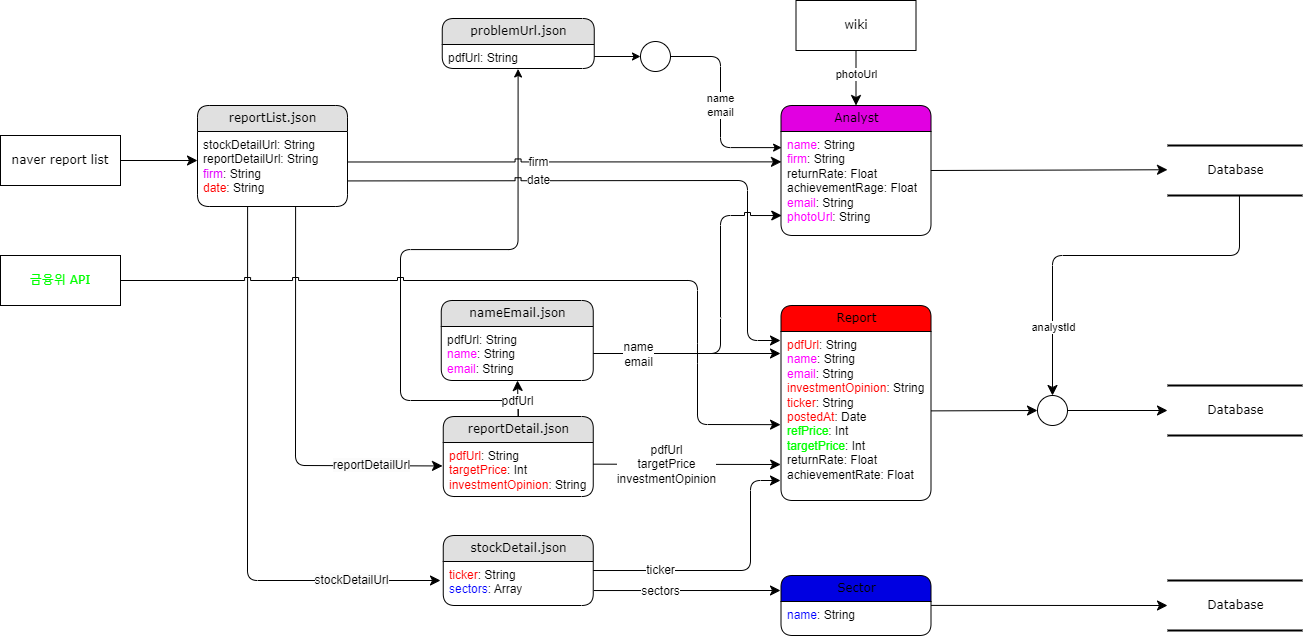 problemUrl.json
pdfUrl: String
wiki
photoUrl
name
email
reportList.json
stockDetailUrl: String
reportDetailUrl: String
firm: String
date: String
naver report list
firm
date
Analyst
name: String
firm: String
returnRate: Float
achievementRage: Float
email: String
photoUrl: String
Database
금융위 API
nameEmail.json
pdfUrl: String
name: String
email: String
name
email
pdfUrl
reportDetail.json
pdfUrl: String
targetPrice: Int
investmentOpinion: String
reportDetailUrl
pdfUrl
targetPrice
investmentOpinion
Report
pdfUrl: String
name: String
email: String
investmentOpinion: String
ticker: String
postedAt: Date
refPrice: Int
targetPrice: Int
returnRate: Float
achievementRate: Float
analystId
Database
stockDetail.json
ticker: String
sectors: Array
stockDetailUrl
ticker
sectors
Sector
name: String
Database